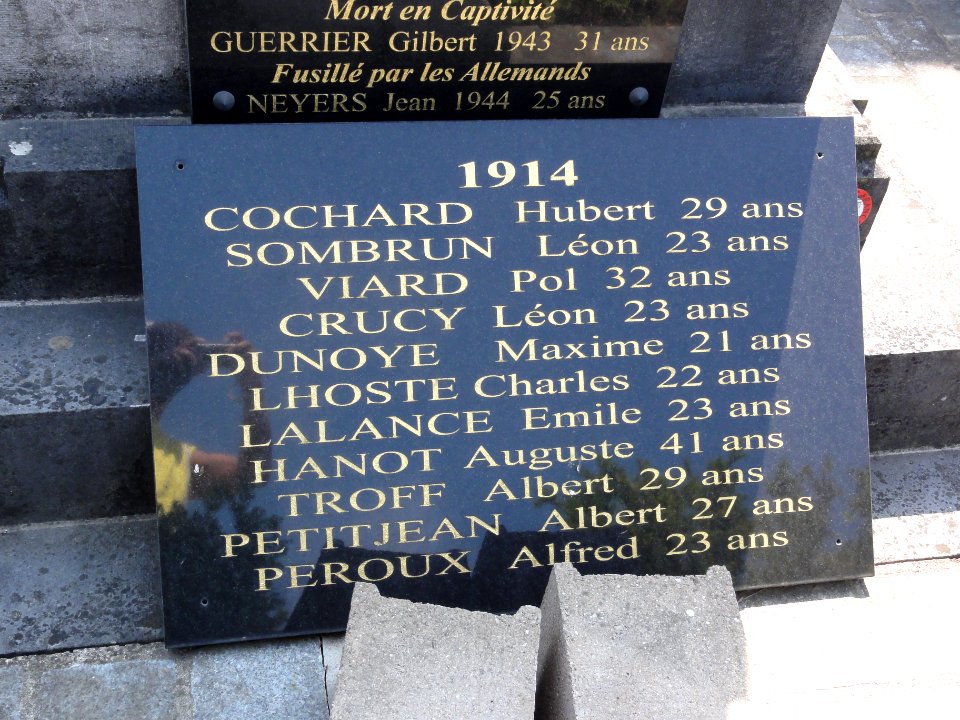 Mort en Captivité
GUERRIER Gilbert 1943 31 ans
Fusillé par les Allemands
NEYERS Jean 1944 25 ans
1914
COCHARD Hubert 29 ans
SOMBRUN Léon 23 ans
VIARD Pol 32 ans
CRUCY Léon 23 ans
DUNOYE Maxime 21 ans
LHOSTE Charles 22 ans
LALANCE Emile 23 ans
HANOT Auguste 41 ans
TROFF Albert 29 ans
PETITJEAN Albert 27 ans
PEROUX Alfred 23 ans